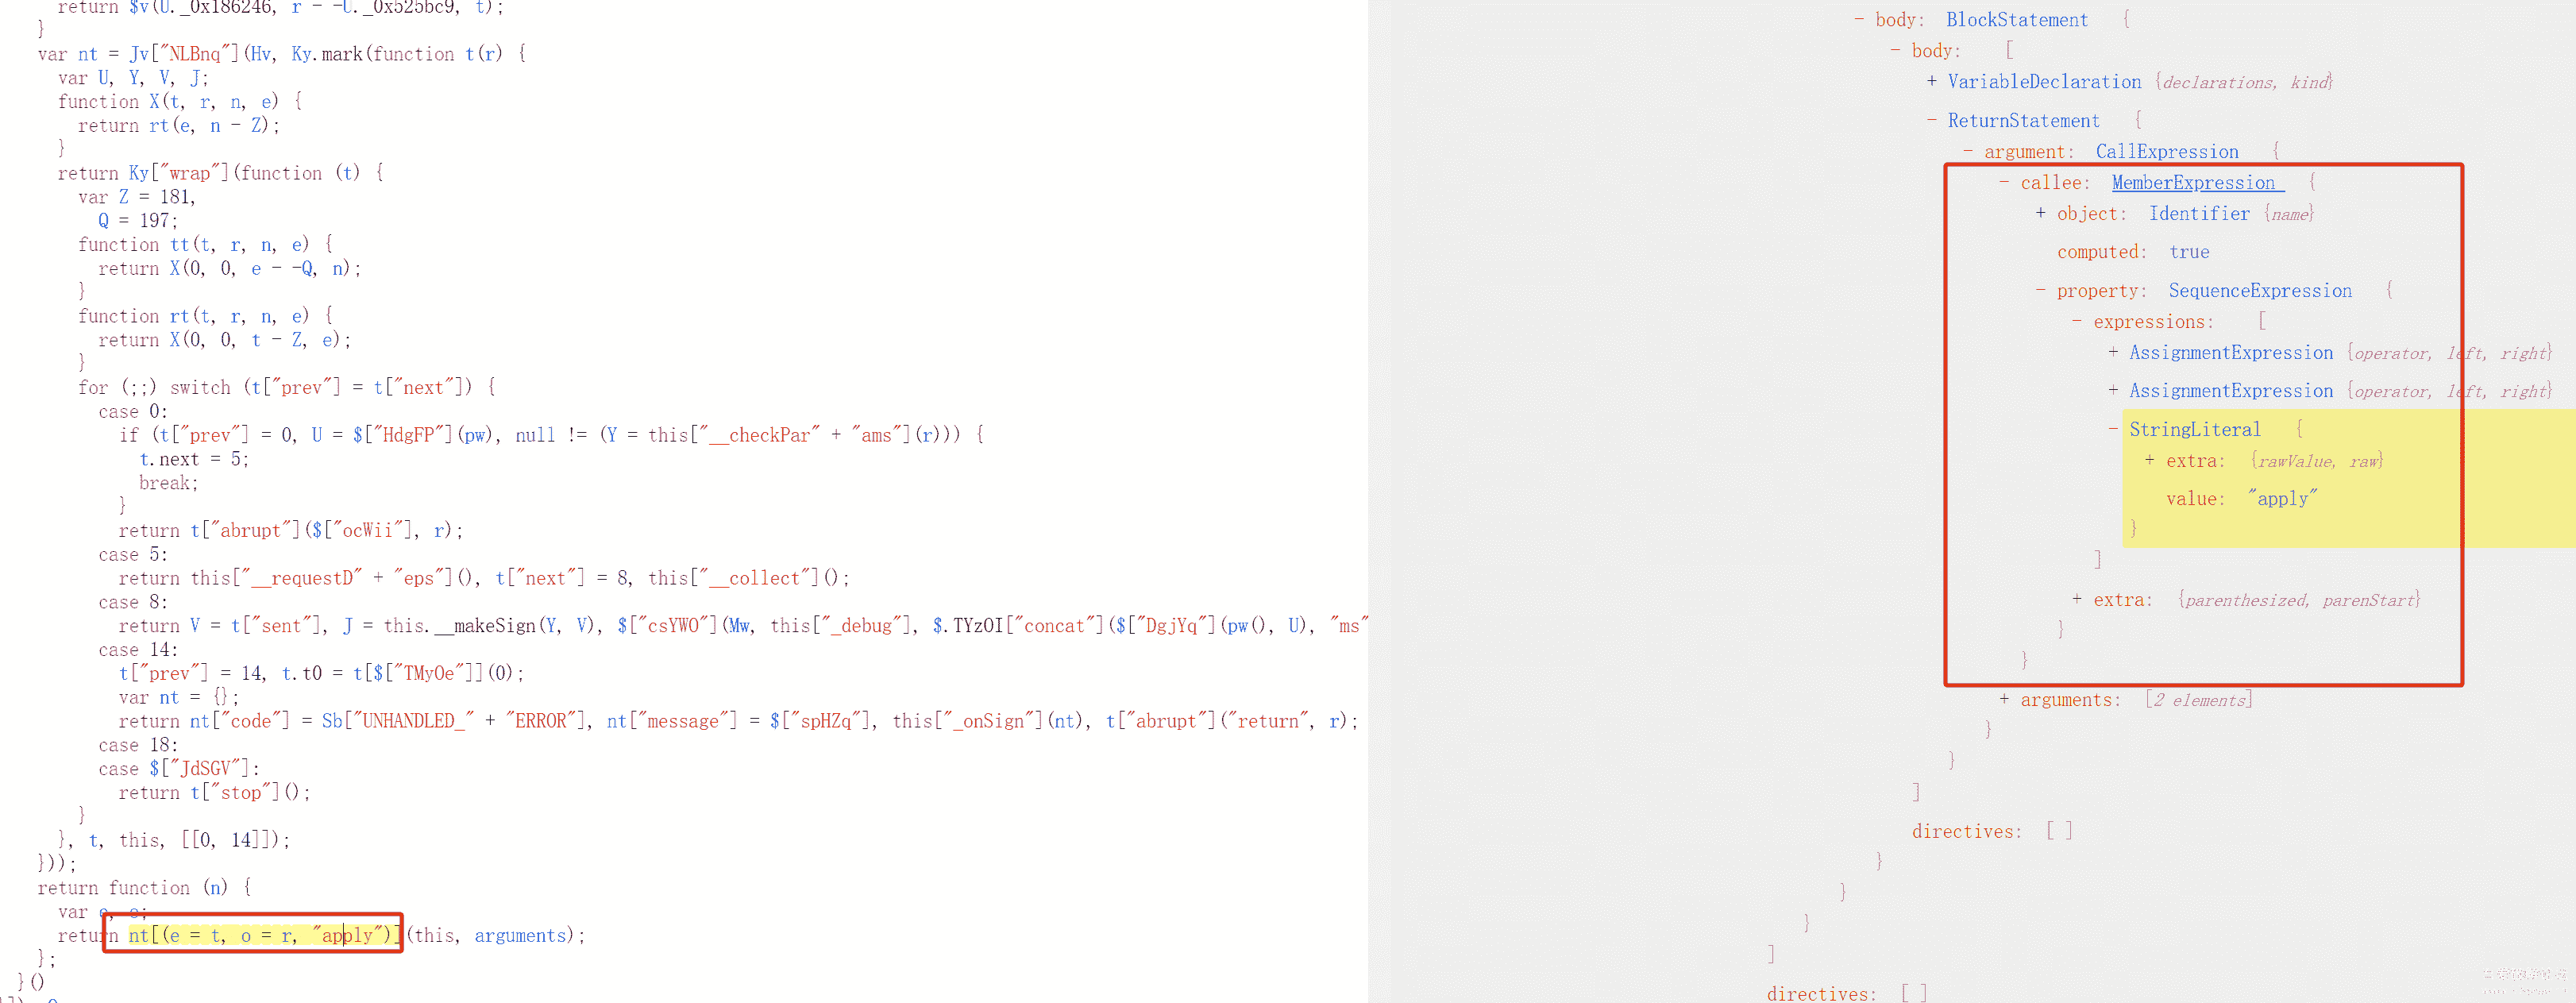 return $v(U._0x186246, r - -U._0x525bc9, t);
}
var nt = Jv["NLBnq"](Hv, Ky.mark(function t(r) {
var U, Y, V, J;
function X(t, r, n, e) {
return rt(e, n - Z);
}
return Ky["wrap"](function (t) {
var Z = 181,
Q = 197;
function tt(t, r, n, e) {
return X(0, 0, e - -Q, n);
}
function rt(t, r, n, e) {
return X(0, 0, t - Z, e);
}
for (;;) switch (t["prev"] = t["next"]) {
case 0:
if (t["prev"] = 0, U = $["HdgFP"](pw), null != (Y = this["__checkPar" + "ams"](r))) {
t.next = 5;
break;
}
return t["abrupt"]($["ocWii"], r);
case 5:
return this["__requestD" + "eps"](), t["next"] = 8, this["__collect"]();
case 8:
return V = t["sent"], J = this.__makeSign(Y, V), $["csYWO"](Mw, this["_debug"], $.TYzOI["concat"]($["DgjYq"](pw(), U), "ms"
case 14:
t["prev"] = 14, t.t0 = t[$["TMyOe"]](0);
var nt = {};
return nt["code"] = Sb["UNHANDLED_" + "ERROR"], nt["message"] = $["spHZq"], this["_onSign"](nt), t["abrupt"]("return", r);
case 18:
case $["JdSGV"]:
return t["stop"]();
}
}, t, this, [[0, 14]]);
}));
return function (n) {
var e, o;
return nt[(e = t, o = r, "apply")](this, arguments);
};
}()
- body: BlockStatement {
- body: [
+ VariableDeclaration {declarations, kind}
- ReturnStatement {
- argument: CallExpression {
- callee: MemberExpression {
+ object: Identifier {name}
computed: true
- property: SequenceExpression {
- expressions: [
+ AssignmentExpression {operator, left, right}
+ AssignmentExpression {operator, left, right}
- StringLiteral {
+ extra: {rawValue, raw}
value: "apply"
}
]
+ extra: {parenthesized, parenStart}
}
}
+ arguments: [2 elements]
}
}
]
directives: [ ]
}
}
}
]
directives: [ ]